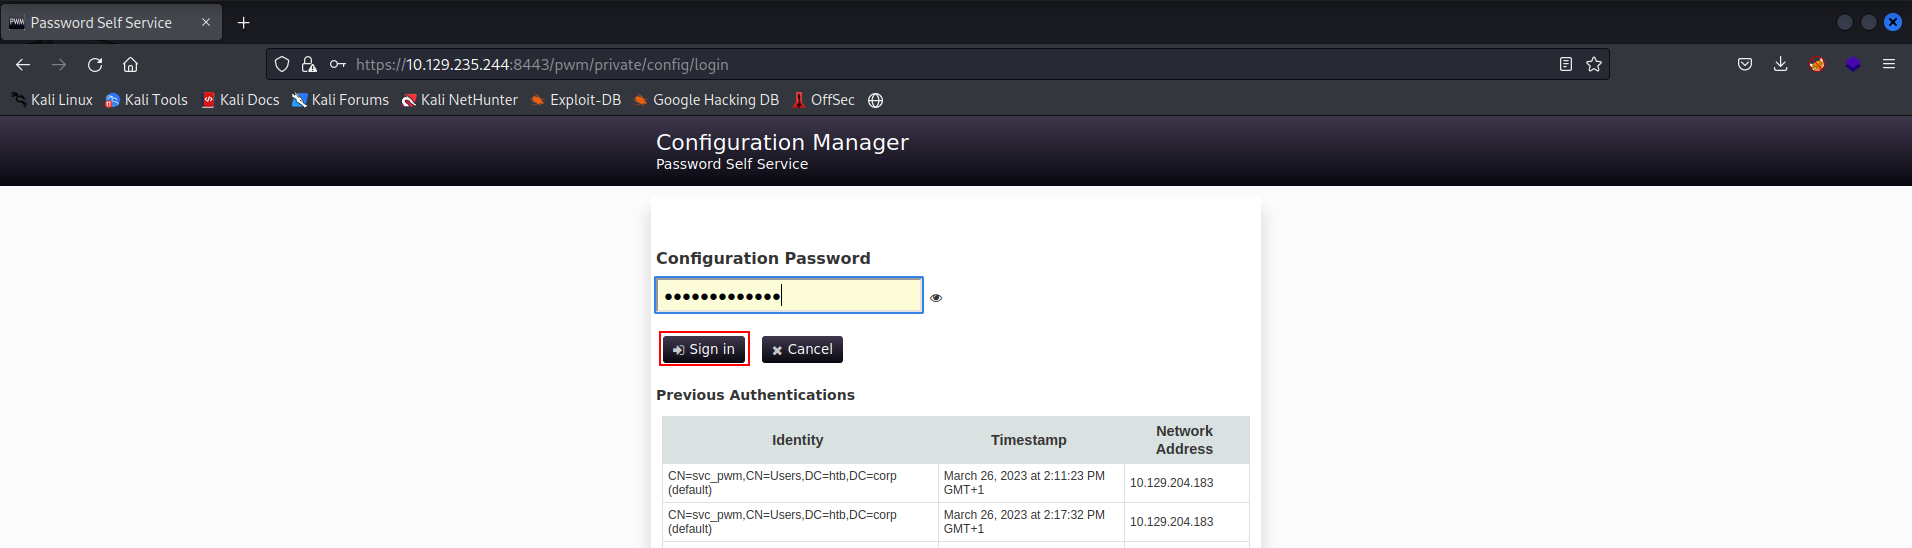 PWM Password Self Service
https://10.129.235.244:8443/pwm/private/config/login
Kali Linux Kali Tools Kali Docs Kali Forums Kali NetHunter Exploit-DB Google Hacking DB OffSec
Configuration Manager
Password Self Service
Configuration Password
Sign in Cancel
Previous Authentications
Identity Timestamp Network Address
CN=svc_pwm,CN=Users,DC=htb,DC=corp (default) March 26, 2023 at 2:11:23 PM GMT+1 10.129.204.183
CN=svc_pwm,CN=Users,DC=htb,DC=corp (default) March 26, 2023 at 2:17:32 PM GMT+1 10.129.204.183